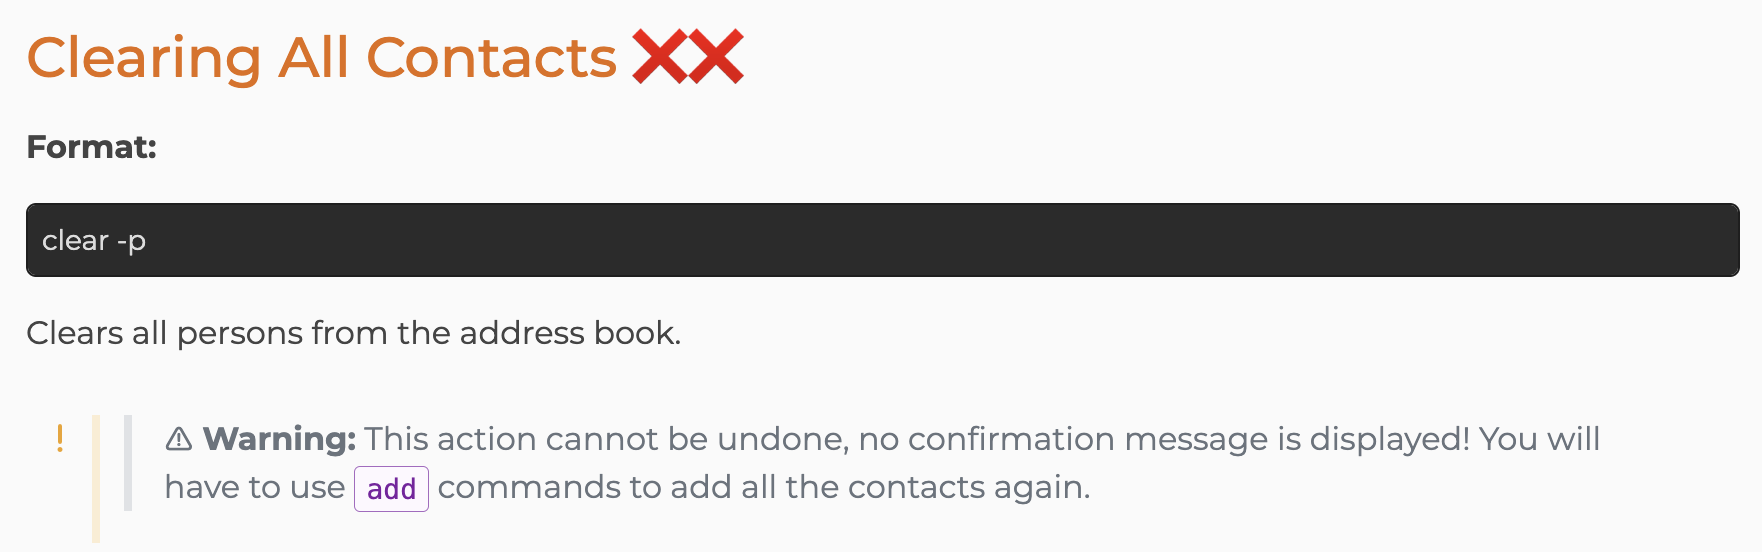 Clearing All Contacts ❌❌
Format:
clear -p
Clears all persons from the address book.
! ⚠ Warning: This action cannot be undone, no confirmation message is displayed! You will
have to use add commands to add all the contacts again.